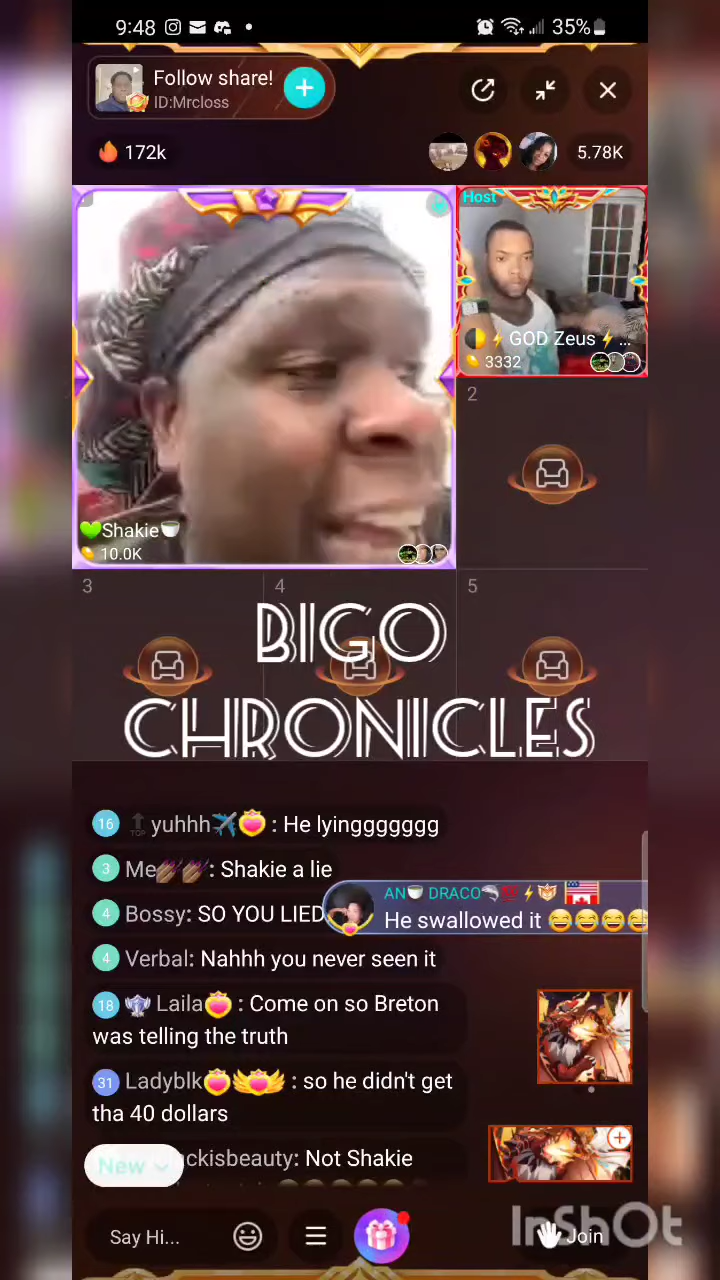 9:48
35%
Follow share!
ID:Mrcloss
172k
5.78K
Host
GOD Zeus
...
3332
2
Shakie
10.0K
3
4
5
BIGO
CHRONICLES
16 TOP yuhhh : He lyinggggggg
3 Me : Shakie a lie
AN DRACO
4 Bossy: SO YOU LIED
He swallowed it
4 Verbal: Nahhh you never seen it
18 Laila : Come on so Breton
was telling the truth
31 Ladyblk : so he didn't get
tha 40 dollars
New
ckisbeauty: Not Shakie
Say Hi...
Join
InShOt